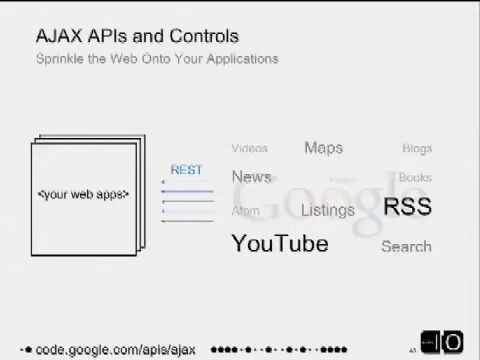 AJAX APIs and Controls
Sprinkle the Web Onto Your Applications
REST
<your web apps>
Videos Maps Blogs
News Books
Google
Atom Listings RSS
YouTube Search
code.google.com/apis/ajax
IO